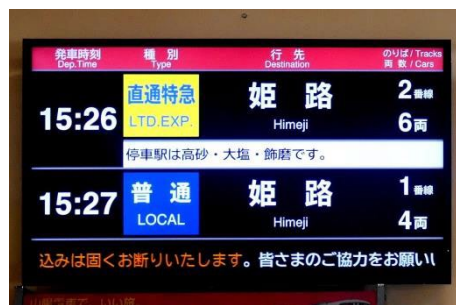 発車時刻 種別 行先 のりば/Tracks
Dep.Time Type Destination 両数/Cars
15:26 直通特急 姫路 2番線
LTD.EXP. Himeji 6両
停車駅は高砂・大塩・飾磨です。
15:27 普通 姫路 1番線
LOCAL Himeji 4両
込みは固くお断りいたします。皆さまのご協力をお願い